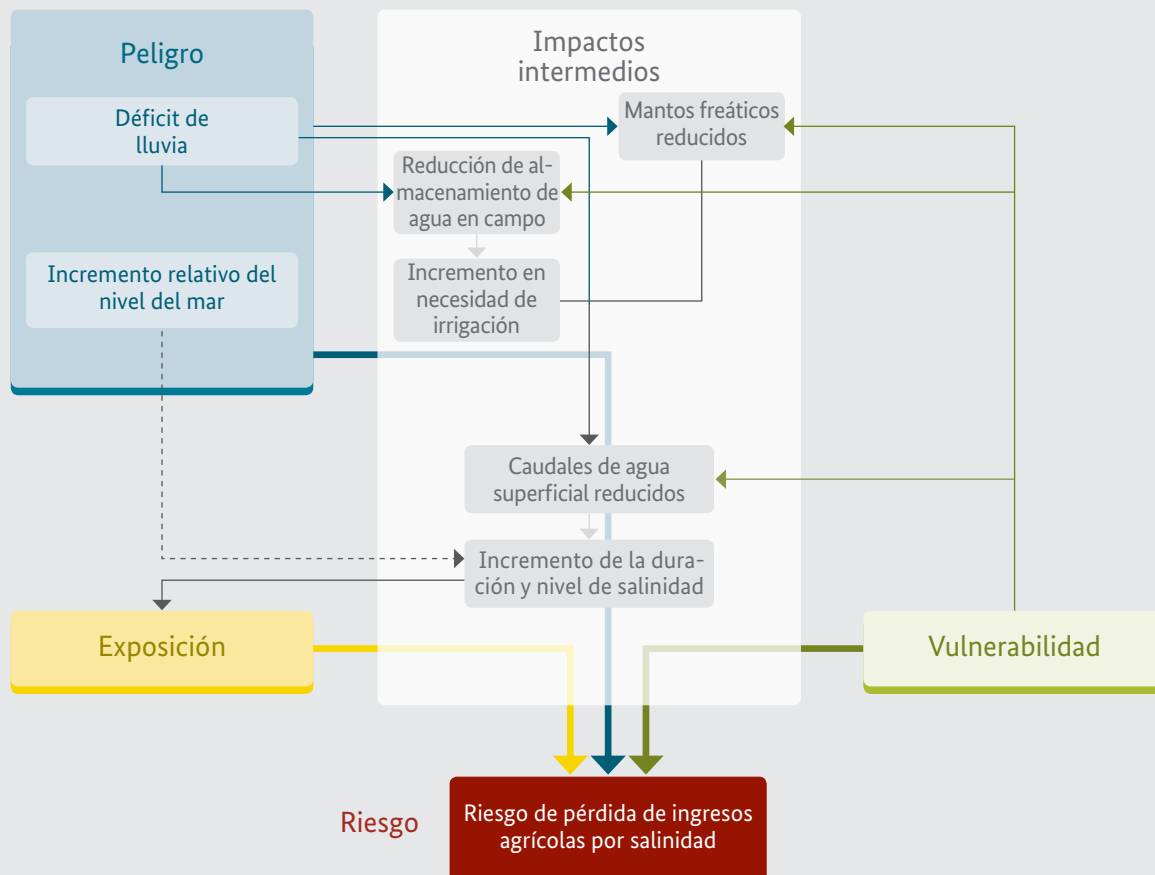 Peligro
Déficit de
lluvia
Incremento relativo del
nivel del mar
Impactos
intermedios
Mantos freáticos
reducidos
Reducción de al-
macenamiento de
agua en campo
Incremento en
necesidad de
irrigación
Caudales de agua
superficial reducidos
Incremento de la dura-
ción y nivel de salinidad
Exposición
Vulnerabilidad
Riesgo
Riesgo de pérdida de ingresos
agrícolas por salinidad